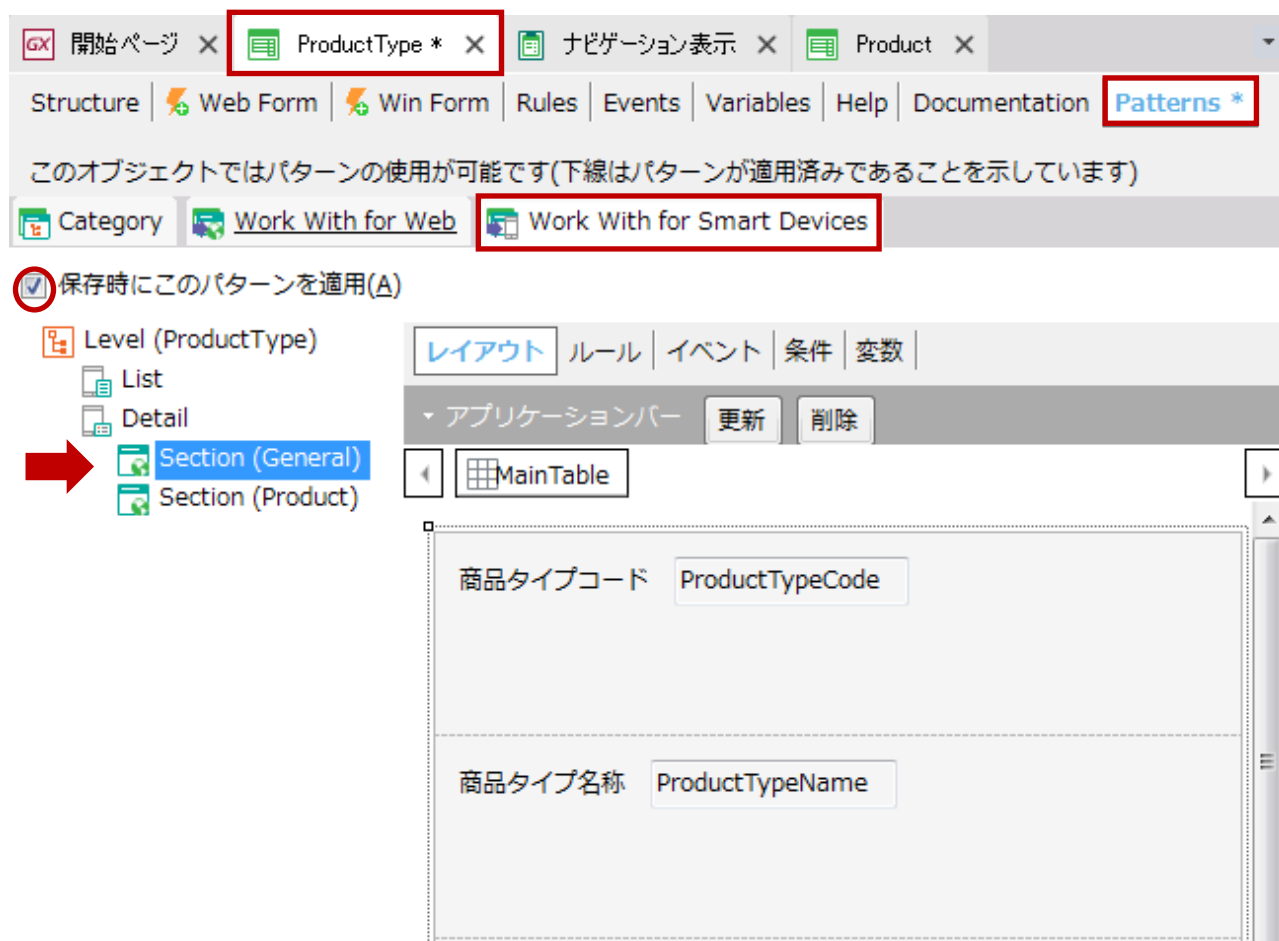 GX 開始ページ ProductType * ナビゲーション表示 Product
Structure Web Form Win Form Rules Events Variables Help Documentation Patterns *
このオブジェクトではパターンの使用が可能です(下線はパターンが適用済みであることを示しています)
Category Work With for Web Work With for Smart Devices
保存時にこのパターンを適用(A)
Level (ProductType)
List
Detail
Section (General)
Section (Product)
レイアウト ルール イベント 条件 変数
アプリケーションバー 更新 削除
MainTable
商品タイプコード ProductTypeCode
商品タイプ名称 ProductTypeName